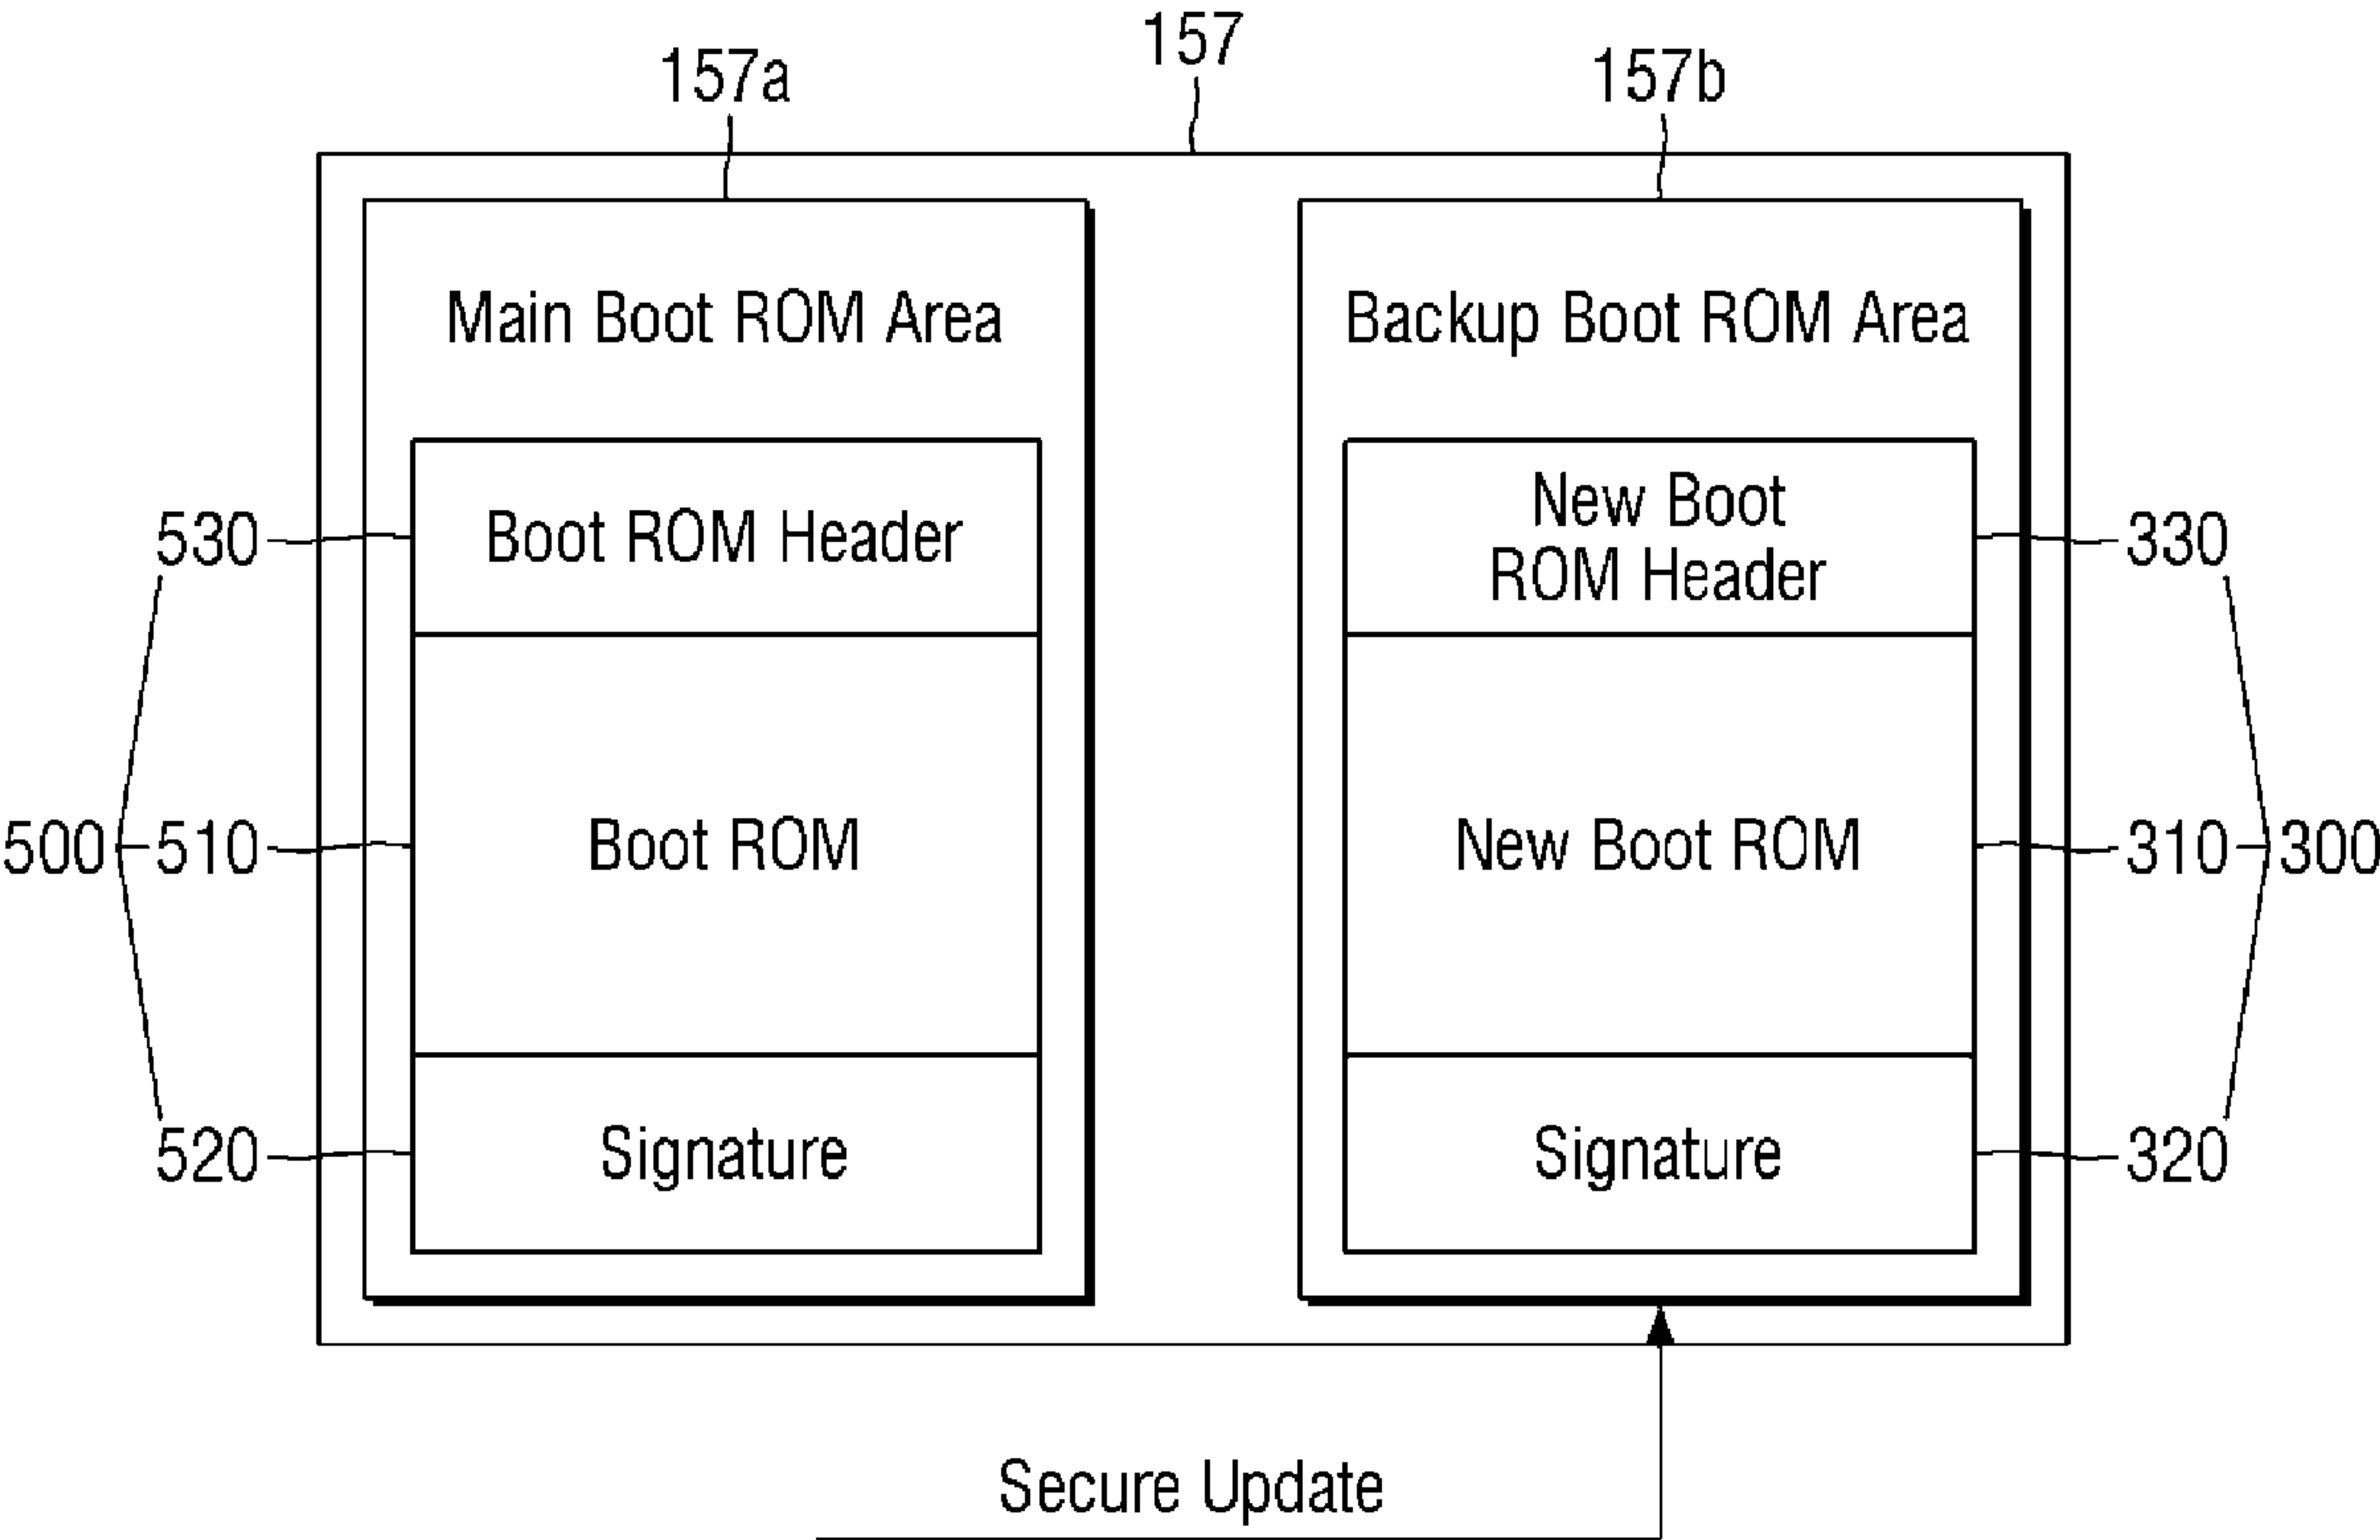 157
157a
157b
Main Boot ROM Area
Backup Boot ROM Area
530
Boot ROM Header
New Boot
ROM Header
330
500
510
Boot ROM
New Boot ROM
310
300
520
Signature
Signature
320
Secure Update